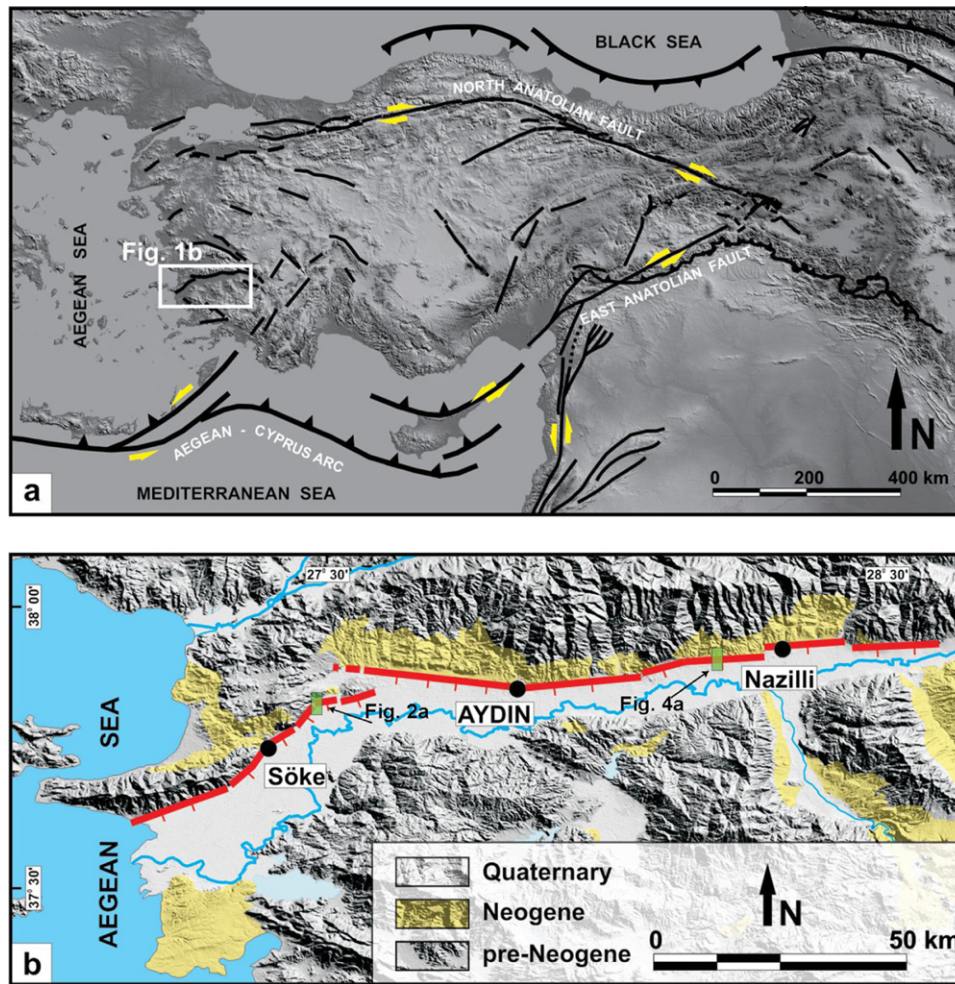 BLACK SEA
NORTH ANATOLIAN FAULT
AEGEAN SEA
Fig. 1b
EAST ANATOLIAN FAULT
AEGEAN - CYPRUS ARC
N
MEDITERRANEAN SEA
0 200 400 km
a
27° 30'
28° 30'
38° 00'
SEA
Nazilli
Fig. 2a
AYDIN
Fig. 4a
Söke
AEGEAN
37° 30'
Quaternary
Neogene
pre-Neogene
N
0 50 km
b